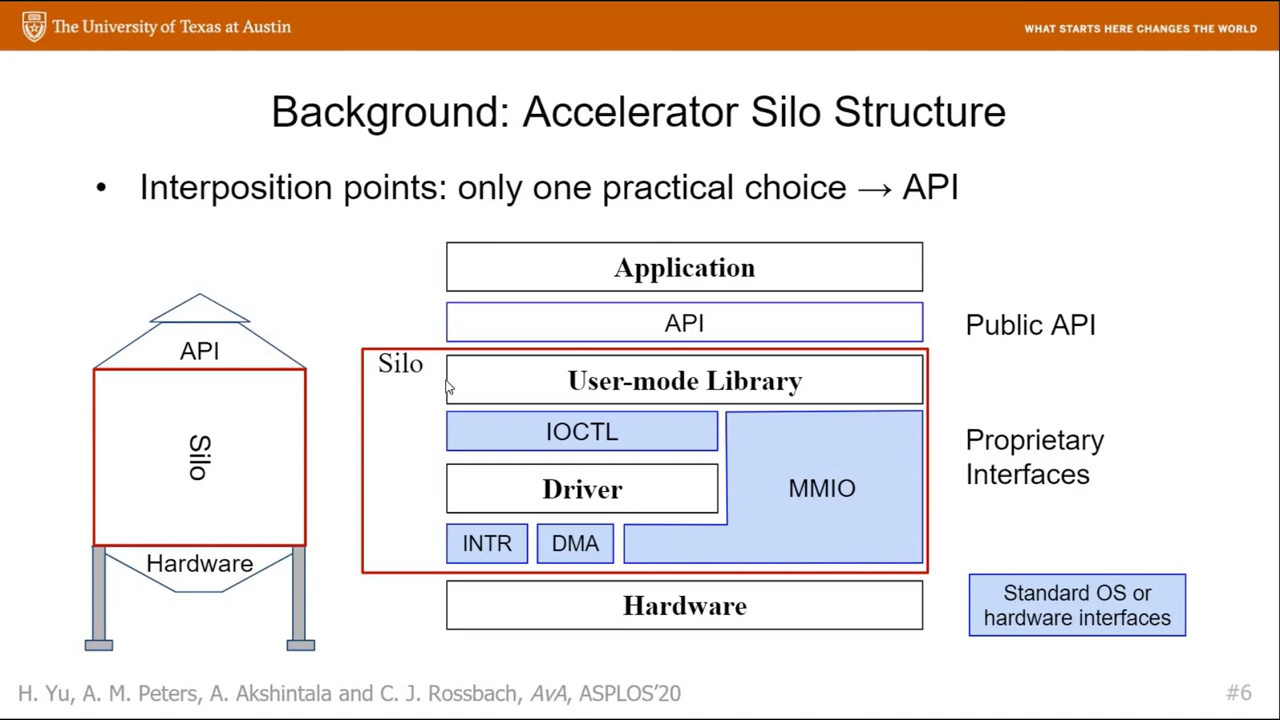 The University of Texas at Austin
WHAT STARTS HERE CHANGES THE WORLD
Background: Accelerator Silo Structure
• Interposition points: only one practical choice → API
API
Silo
Hardware
Application
API
Public API
Silo
User-mode Library
IOCTL
Driver
MMIO
INTR
DMA
Proprietary
Interfaces
Hardware
Standard OS or
hardware interfaces
H. Yu, A. M. Peters, A. Akshintala and C. J. Rossbach, AvA, ASPLOS'20
#6